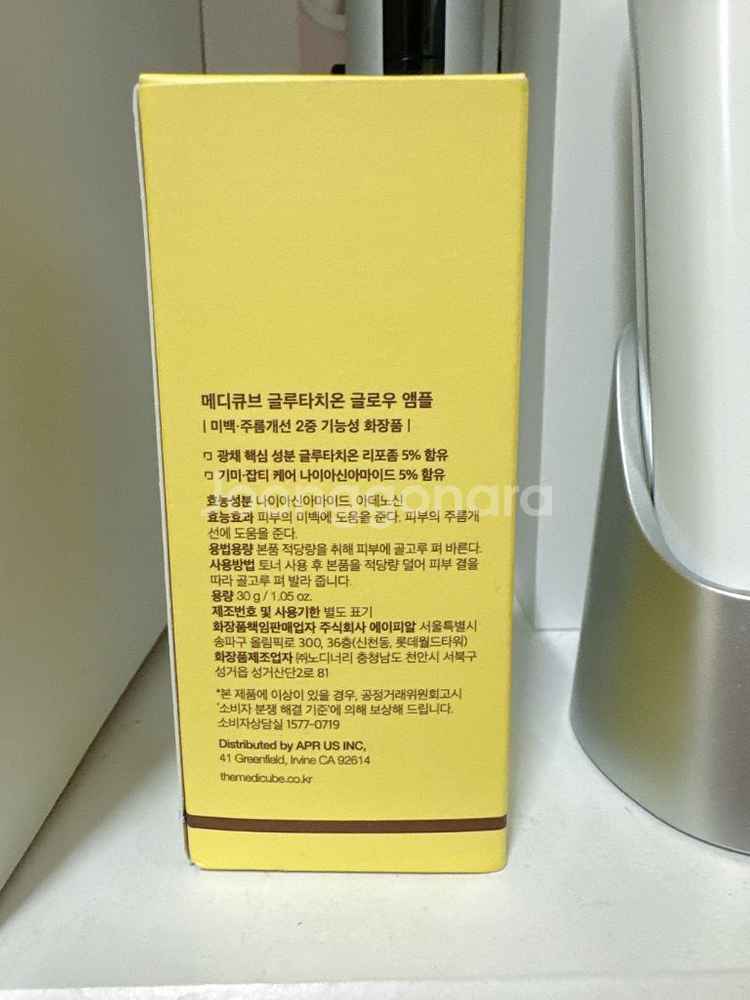 메디큐브 글루타치온 글로우 앰플
| 미백·주름개선 2중 기능성 화장품 |
광채 핵심 성분 글루타치온 리포좀 5% 함유
기미·잡티 케어 나이아신아마이드 5% 함유
효능성분 나이아신아마이드, 아데노신
Joonggonara
효능효과 피부의 미백에 도움을 준다. 피부의 주름개
선에 도움을 준다.
용법용량 본품 적당량을 취해 피부에 골고루 펴 바른다.
사용방법 토너 사용 후 본품을 적당량 덜어 피부 결을
따라 골고루 펴 발라 줍니다.
용량 30 g / 1.05 oz.
제조번호 및 사용기한 별도 표기
화장품책임판매업자 주식회사 에이피알 서울특별시
송파구 올림픽로 300, 36층(신천동, 롯데월드타워)
화장품제조업자 ㈜노디너리 충청남도 천안시 서북구
성거읍 성거산단2로 81
*본 제품에 이상이 있을 경우, 공정거래위원회고시
'소비자 분쟁 해결 기준'에 의해 보상해 드립니다.
소비자상담실 1577-0719
Distributed by APR US INC,
41 Greenfield, Irvine CA 92614
themedicube.co.kr